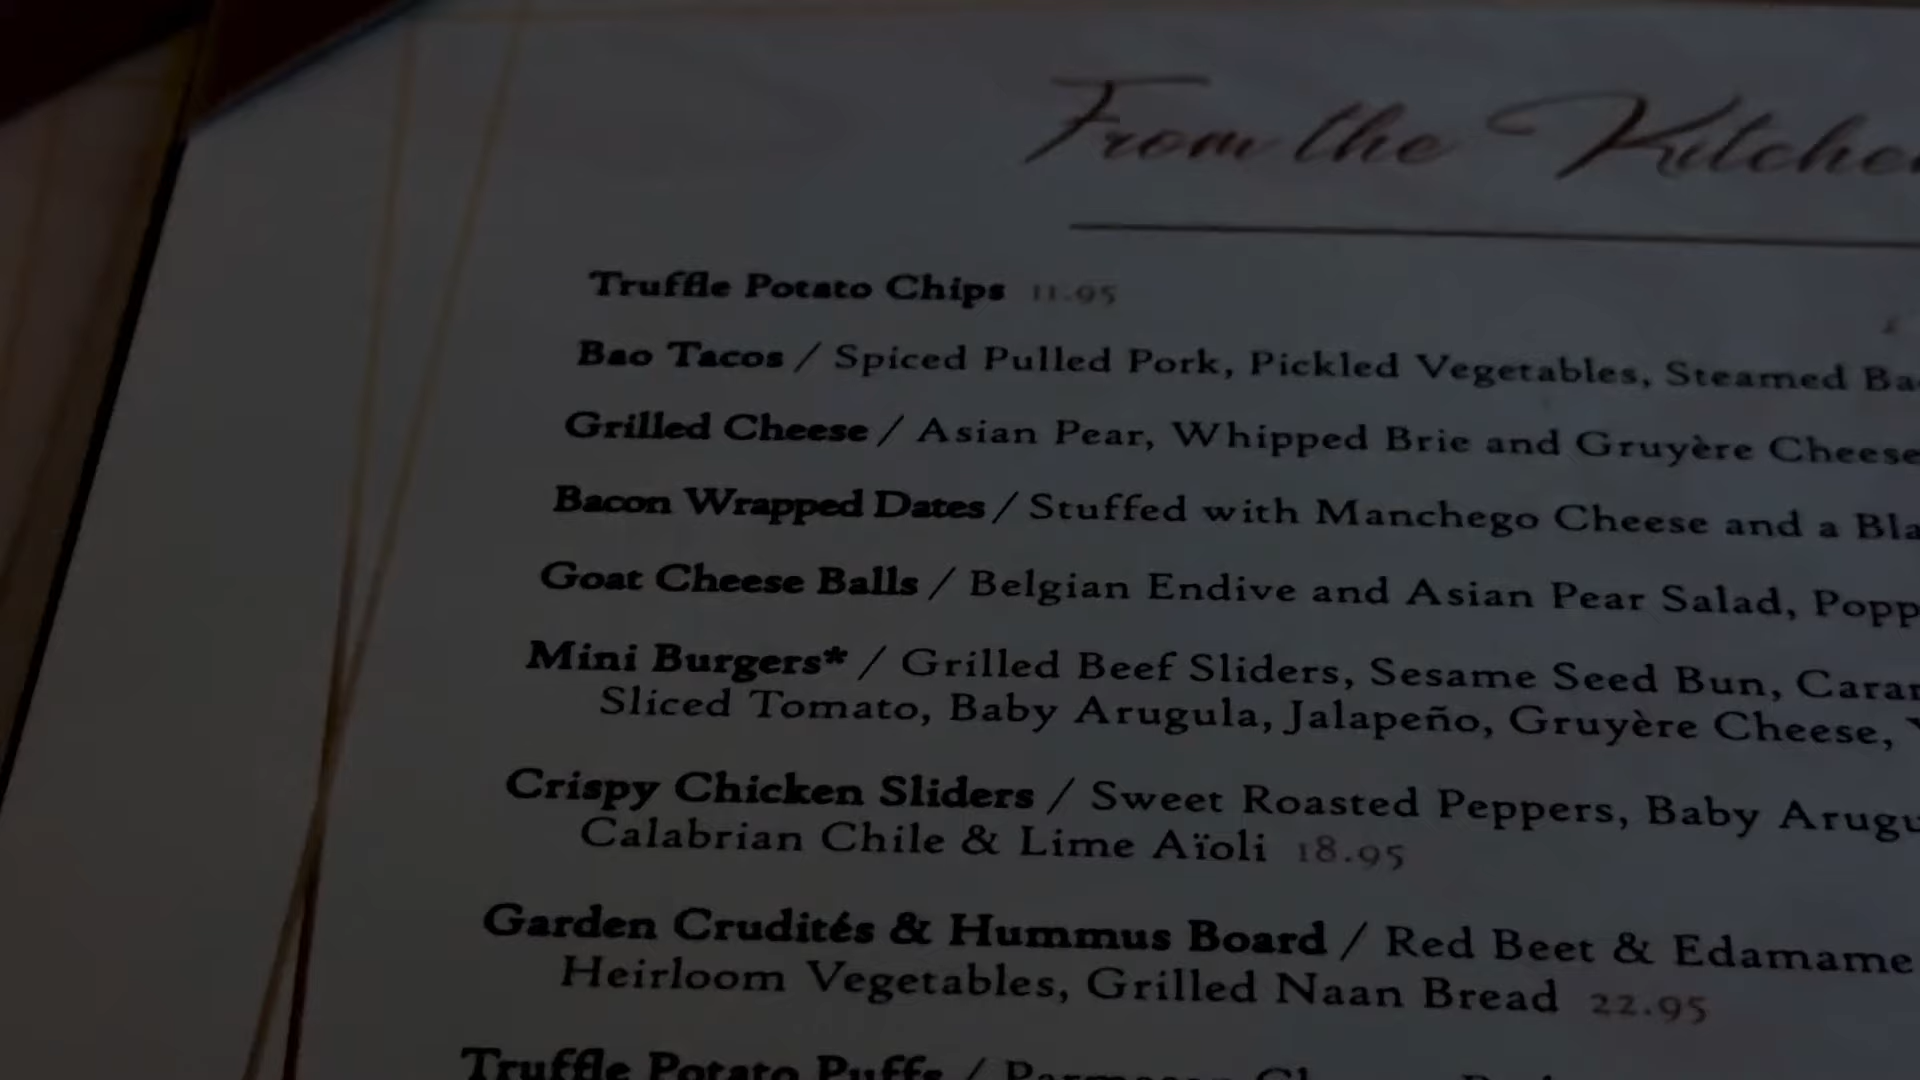 From the
Truffle Potato Chips 11.95
Bao Tacos / Spiced Pulled Pork, Pickled Vegetables, Steamed
Grilled Cheese / Asian Pear, Whipped Brie and Gruyère Cheese
Bacon Wrapped Dates / Stuffed with Manchego Cheese and a
Goat Cheese Balls / Belgian Endive and Asian Pear Salad,
Mini Burgers* / Grilled Beef Sliders, Sesame Seed Bun,
Sliced Tomato, Baby Arugula, Jalapeño, Gruyère Cheese,
Crispy Chicken Sliders / Sweet Roasted Peppers, Baby
Calabrian Chile & Lime Aïoli 18.95
Garden Crudités & Hummus Board / Red Beet & Edamame
Heirloom Vegetables, Grilled Naan Bread 22.95
Truffle Potato Puffs /